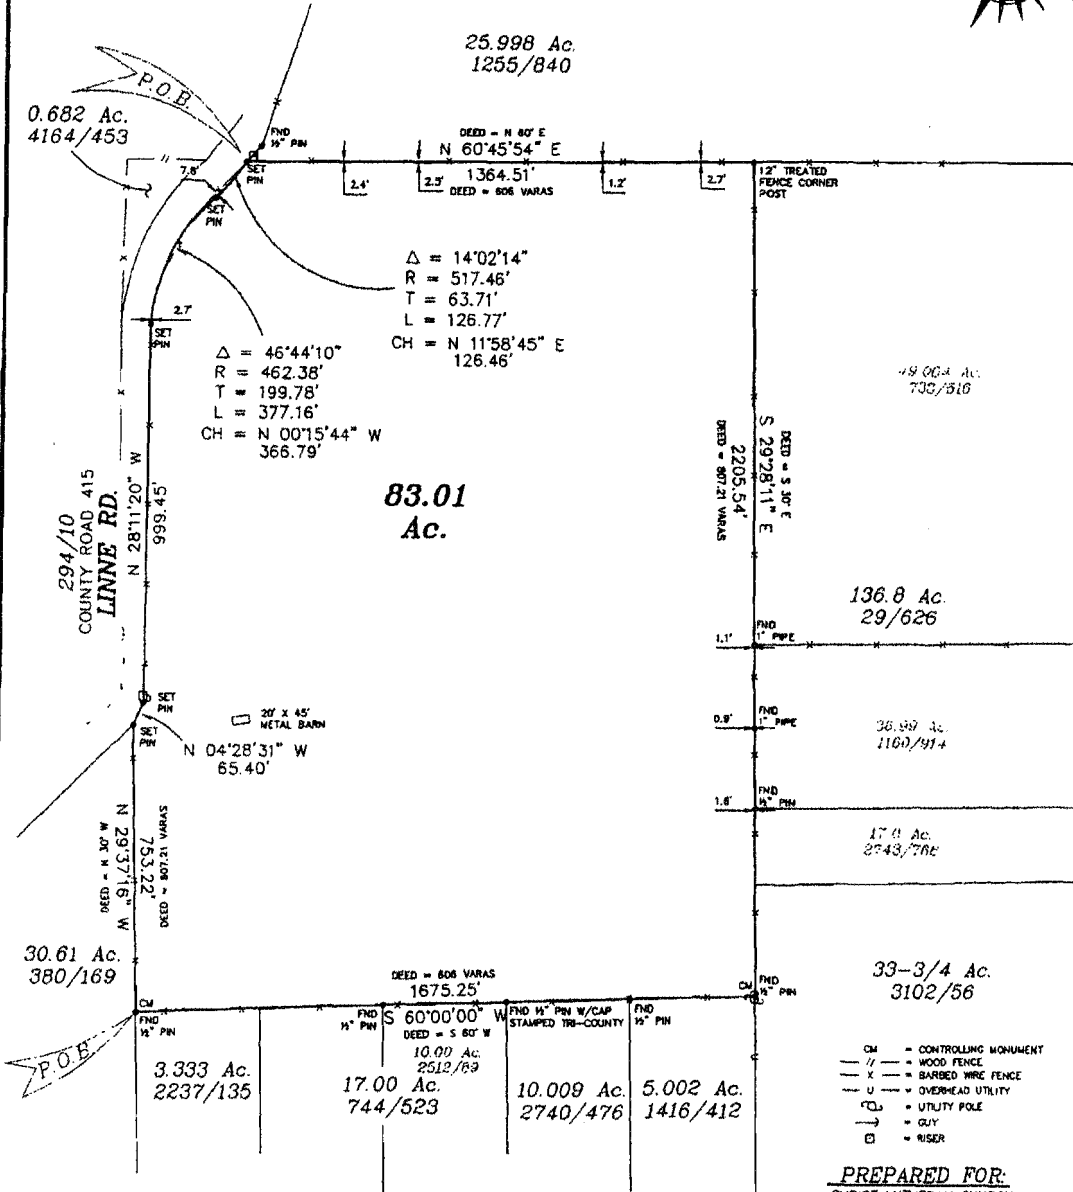 25.998 Ac.
1255/840
P.O.B.
0.682 Ac.
4164/453
FND
½" PIN
SET
PIN
DEED = N 60° E
N 60°45'54" E
1364.51'
DEED = 606 VARAS
2.4'
2.5'
1.2'
2.7'
12" TREATED
FENCE CORNER
POST
7.8'
SET
PIN
Δ = 14°02'14"
R = 517.46'
T = 63.71'
L = 126.77'
CH = N 11°58'45" E
126.46'
2.7'
SET
PIN
Δ = 46°44'10"
R = 462.38'
T = 199.78'
L = 377.16'
CH = N 00°15'44" W
366.79'
Ac.
294/10
COUNTY ROAD 415
LINNE RD.
N 28°11'20" W
999.45'
83.01
Ac.
DEED = S 30° E
S 29°28'11" E
2205.54'
DEED = 807.21 VARAS
136.8 Ac.
29/626
1.1'
FND
1" PIPE
SET
PIN
SET
PIN
20' X 45'
METAL BARN
N 04°28'31" W
65.40'
0.9'
FND
1" PIPE
36.99 Ac.
1160/914
1.6'
FND
½" PIN
17.0 Ac.
DEED = 807.21 VARAS
753.22'
N 29°37'16" W
DEED = N 30° W
30.61 Ac.
380/169
CM
FND
½" PIN
P.O.B.
DEED = 606 VARAS
1675.25'
S 60°00'00" W
DEED = S 60° W
FND
½" PIN
FND ½" PIN W/CAP
STAMPED TRI-COUNTY
FND
½" PIN
CM
FND
½" PIN
33-3/4 Ac.
3102/56
3.333 Ac.
2237/135
10.00 Ac.
2512/69
17.00 Ac.
744/523
10.009 Ac.
2740/476
5.002 Ac.
1416/412
CM = CONTROLLING MONUMENT
// = WOOD FENCE
X = BARBED WIRE FENCE
U = OVERHEAD UTILITY
= UTILITY POLE
= GUY
= RISER
PREPARED FOR: